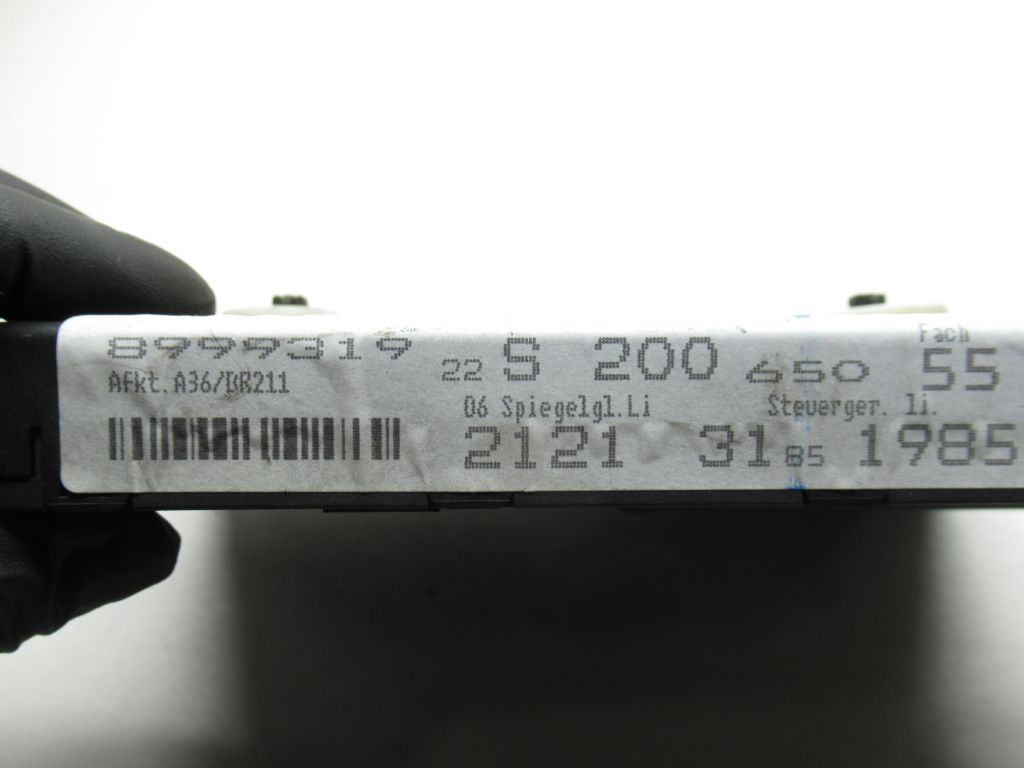 8999319
Afkt.A36/DR211
Fach
22 S 200 650 55
06 Spiegelgl.Li Steuerger. li.
2121 31 85 1985